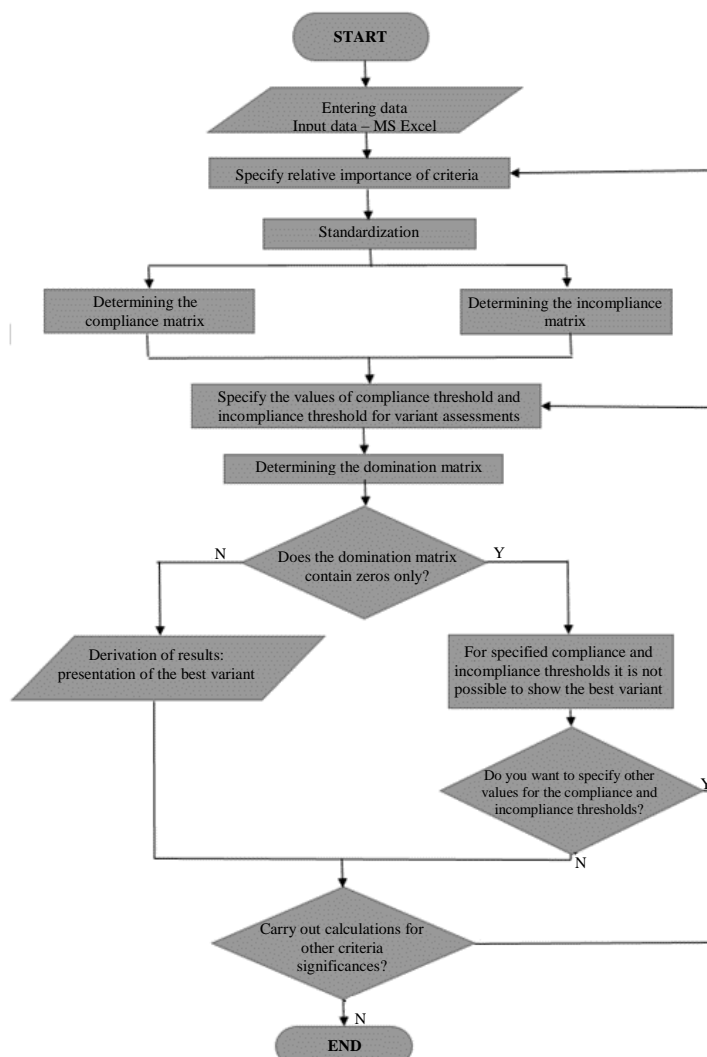 START
Entering data
Input data – MS Excel
Specify relative importance of criteria
Standardization
Determining the
compliance matrix
Determining the incompliance
matrix
Specify the values of compliance threshold and
incompliance threshold for variant assessments
Determining the domination matrix
N
Y
Does the domination matrix
contain zeros only?
Derivation of results:
presentation of the best variant
For specified compliance and
incompliance thresholds it is not
possible to show the best variant
Do you want to specify other
values for the compliance and
incompliance thresholds?
Y
N
Carry out calculations for
other criteria
significances?
N
END